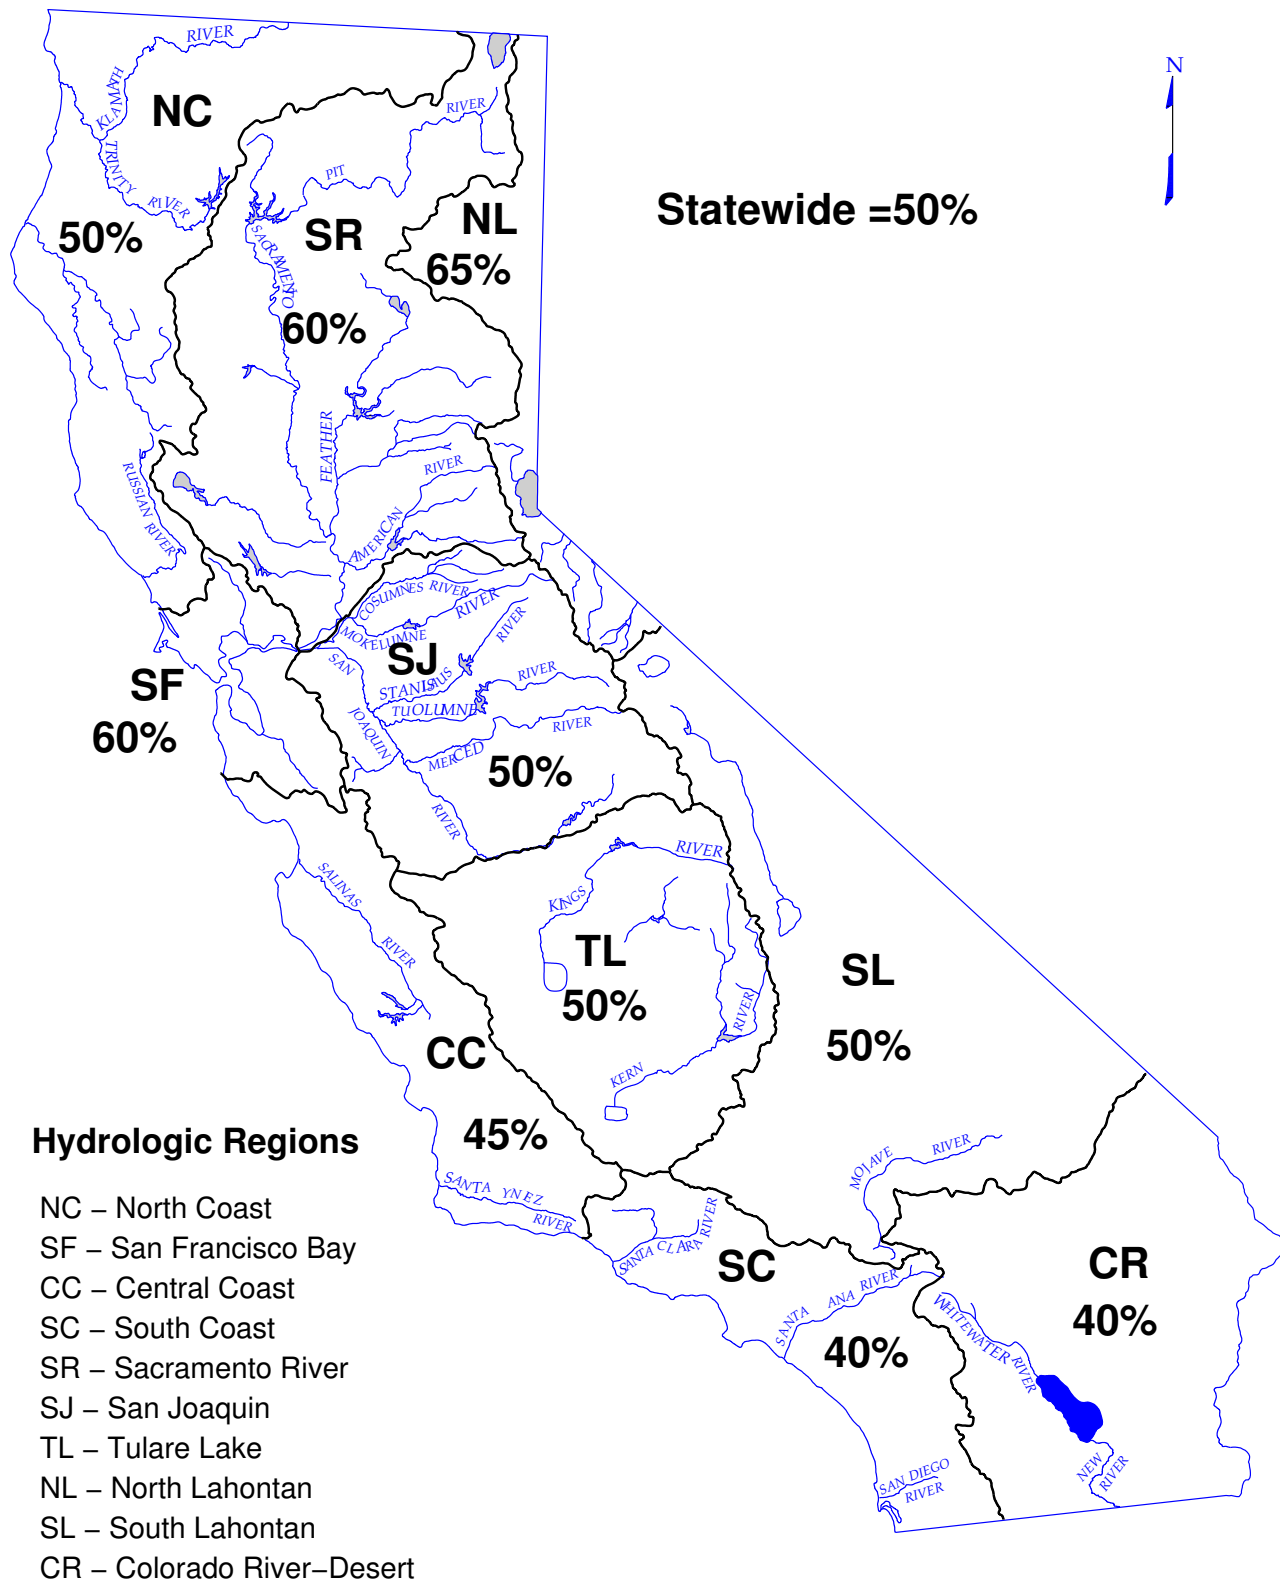 N
RIVER
KLAMATH
NC
TRINITY RIVER
50%
PIT
RIVER
SACRAMENTO
SR
60%
NL
65%
Statewide =50%
FEATHER
RIVER
AMERICAN
RUSSIAN RIVER
COSUMNES RIVER
MOKELUMNE
RIVER
SJ
SAN
JOAQUIN
RIVER
STANISLAUS
RIVER
TUOLUMNE
RIVER
MERCED
RIVER
50%
SF
60%
KINGS
RIVER
TL
50%
KERN
RIVER
SALINAS
RIVER
CC
45%
SL
50%
SANTA YNEZ
RIVER
SANTA CLARA RIVER
SC
SANTA ANA RIVER
40%
MOJAVE RIVER
CR
40%
WHITEWATER
RIVER
NEW
RIVER
SAN DIEGO
RIVER
Hydrologic Regions
NC – North Coast
SF – San Francisco Bay
CC – Central Coast
SC – South Coast
SR – Sacramento River
SJ – San Joaquin
TL – Tulare Lake
NL – North Lahontan
SL – South Lahontan
CR – Colorado River–Desert